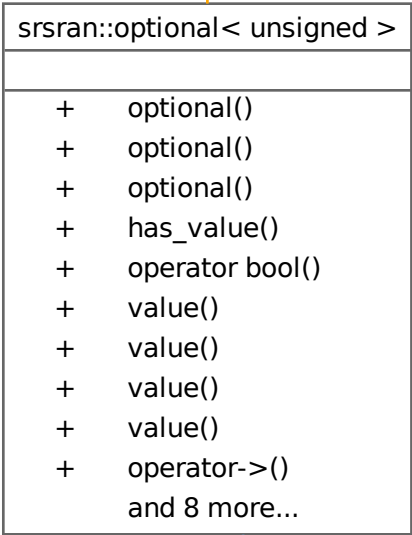 srsran::optional< unsigned >
+ optional()
+ optional()
+ optional()
+ has_value()
+ operator bool()
+ value()
+ value()
+ value()
+ value()
+ operator->()
and 8 more...